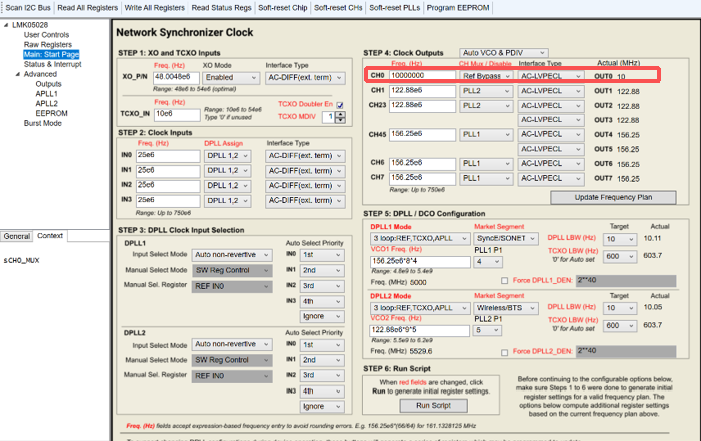 Scan I2C Bus Read All Registers Write All Registers Read Status Regs Soft-reset Chip Soft-reset CHs Soft-reset PLLs Program EEPROM
LMK05028
User Controls
Raw Registers
Main: Start Page
Status & Interrupt
Advanced
Outputs
APLL1
APLL2
EEPROM
Burst Mode
General Context
sCH0_MUX
Network Synchronizer Clock
STEP 1: XO and TCXO Inputs
Freq. (Hz) XO Mode Interface Type
XO_P/N 48.0048e6 Enabled AC-DIFF(ext. term)
Range: 48e6 to 54e6 (optimal)
Freq. (Hz)
TCXO_IN 10e6
Range: 10e6 to 54e6
Type '0' if unused
TCXO Doubler En
TCXO MDIV 1
STEP 2: Clock Inputs
Freq. (Hz) DPLL Assign Interface Type
IN0 25e6 DPLL 1,2 AC-DIFF(ext. term)
IN1 25e6 DPLL 1,2 AC-DIFF(ext. term)
IN2 25e6 DPLL 1,2 AC-DIFF(ext. term)
IN3 25e6 DPLL 1,2 AC-DIFF(ext. term)
Range: Up to 750e6
STEP 3: DPLL Clock Input Selection
DPLL1 Auto Select Priority
Input Select Mode Auto non-revertive IN0 1st
Manual Select Mode SW Reg Control IN1 2nd
Manual Sel. Register REF IN0 IN2 3rd
IN3 4th
Ignore
DPLL2 Auto Select Priority
Input Select Mode Auto non-revertive IN0 1st
Manual Select Mode SW Reg Control IN1 2nd
Manual Sel. Register REF IN0 IN2 3rd
IN3 4th
Ignore
STEP 4: Clock Outputs Auto VCO & PDIV
Freq. (Hz) CH Mux / Disable Interface Type Actual (MHz)
CH0 10000000 Ref Bypass AC-LVPECL OUT0 10
CH1 122.88e6 PLL2 AC-LVPECL OUT1 122.88
CH23 122.88e6 PLL2 AC-LVPECL OUT2 122.88
AC-LVPECL OUT3 122.88
CH45 156.25e6 PLL1 AC-LVPECL OUT4 156.25
AC-LVPECL OUT5 156.25
CH6 156.25e6 PLL1 AC-LVPECL OUT6 156.25
CH7 156.25e6 PLL1 AC-LVPECL OUT7 156.25
Range: Up to 750e6
Update Frequency Plan
STEP 5: DPLL / DCO Configuration
DPLL1 Mode Market Segment Target Actual
3 loop:REF,TCXO,APLL SyncE/SONET DPLL LBW (Hz) 10 10.11
VCO1 Freq. (Hz) PLL1 P1 TCXO LBW (Hz) 600 603.7
156.25e6*8*4 4 '0' for Auto set
Range: 4.8e9 to 5.4e9
Freq. (MHz) 5000 Force DPLL1_DEN: 2**40
DPLL2 Mode Market Segment Target Actual
3 loop:REF,TCXO,APLL Wireless/BTS DPLL LBW (Hz) 10 10.05
VCO2 Freq. (Hz) PLL2 P1 TCXO LBW (Hz) 600 603.7
122.88e6*9*5 5 '0' for Auto set
Range: 5.5e9 to 6.2e9
Freq. (MHz) 5529.6 Force DPLL2_DEN: 2**40
STEP 6: Run Script
When red fields are changed, click
Run to generate initial register settings.
Run Script
Before continuing to the configurable options below,
make sure Steps 1 to 6 were done to generate initial
register settings for a valid frequency plan. The
options below compute additional register settings
based on the current frequency plan above.
Freq. (Hz) fields accept expression-based frequency entry to avoid rounding errors. E.g. 156.25e6*(56/64) for 161.1328125 MHz)